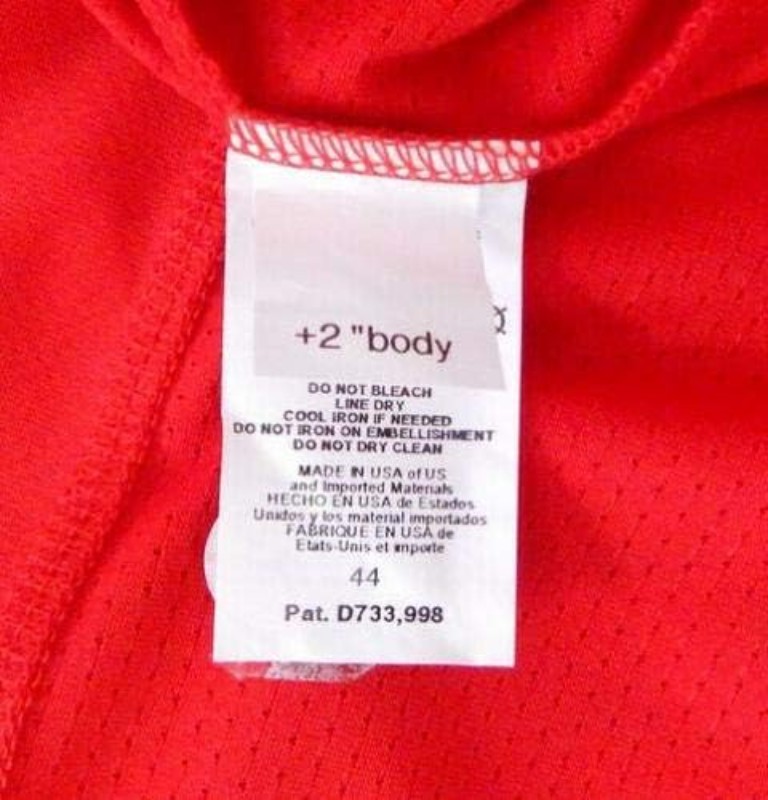 +2 "body
DO NOT BLEACH
LINE DRY
COOL IRON IF NEEDED
DO NOT IRON ON EMBELLISHMENT
DO NOT DRY CLEAN
MADE IN USA of US
and Imported Materials
HECHO EN USA de Estados
Unidos y los material importados
FABRIQUE EN USA de
Etats-Unis et importe
44
Pat. D733,998